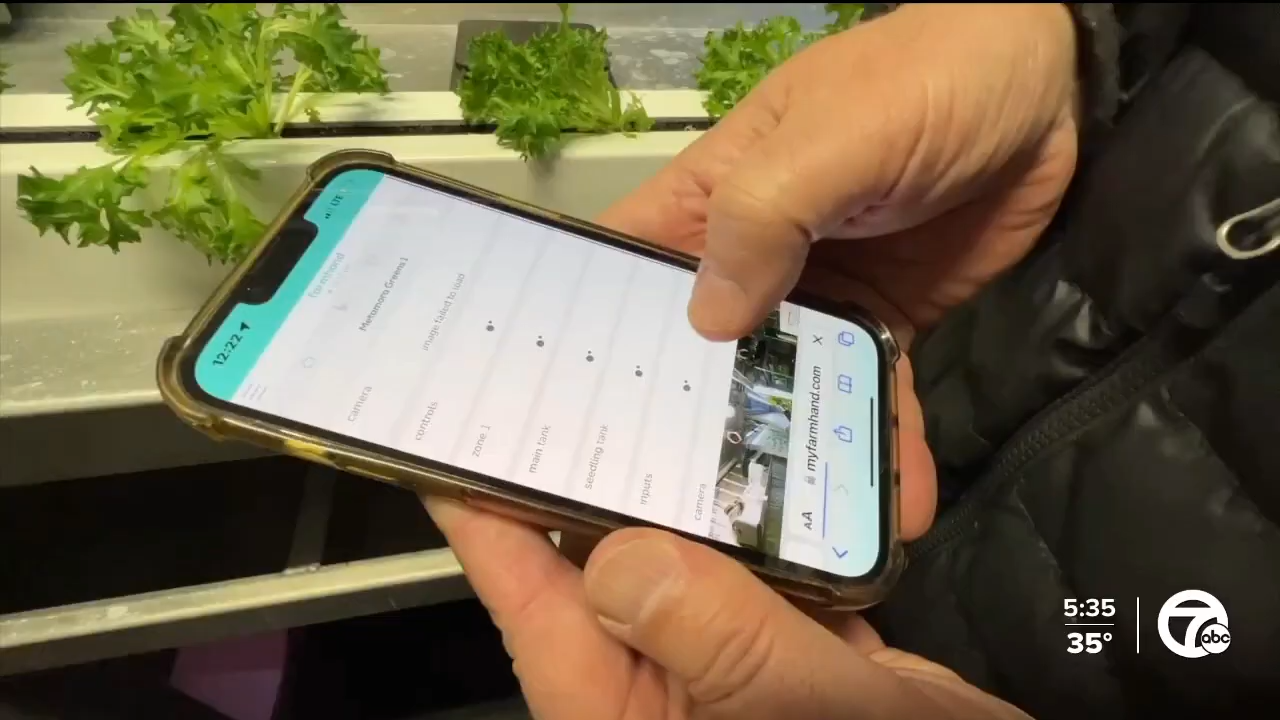 12:22
LTE
farmhand
Metamora Greens 1
camera
image failed to load
controls
zone 1
main tank
seedling tank
inputs
camera
AA
myfarmhand.com
5:35
35°
7
abc